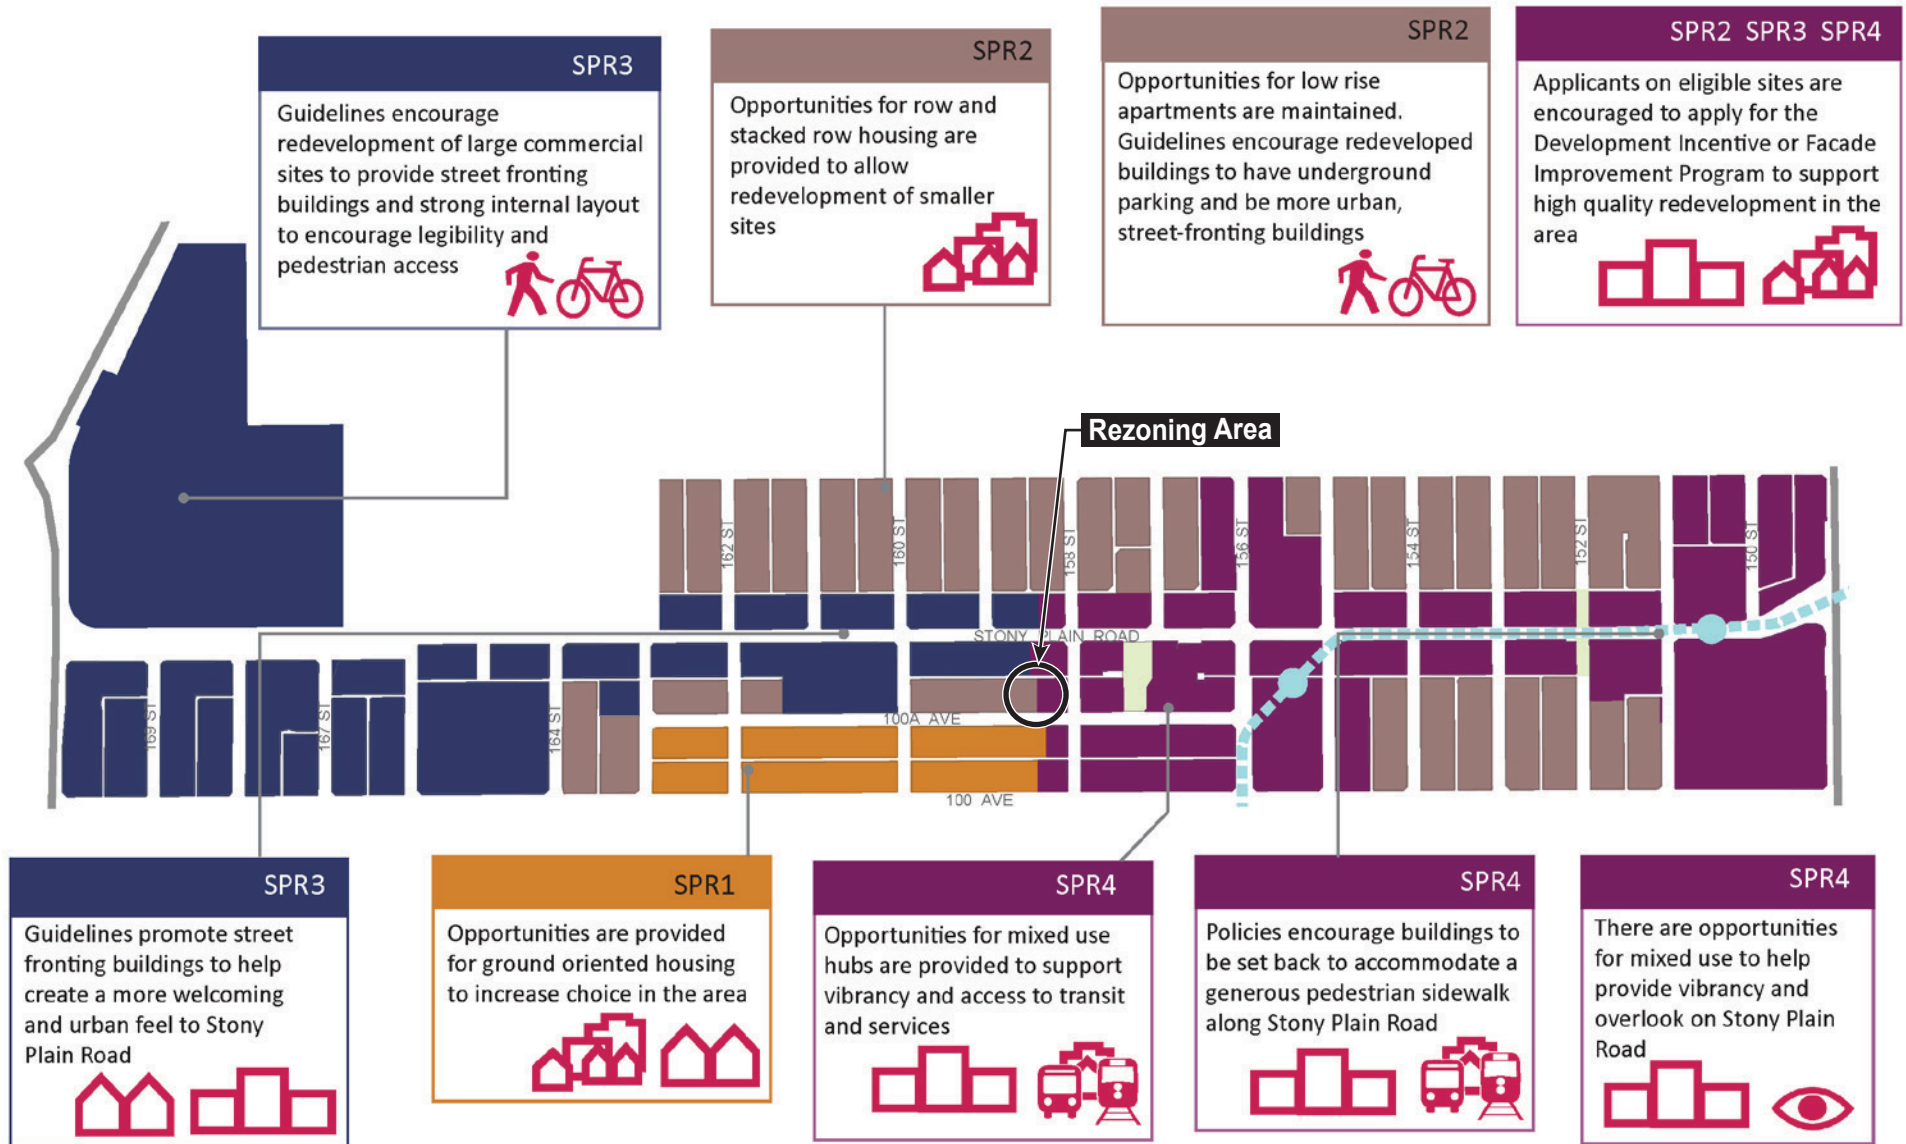 SPR3
Guidelines encourage
redevelopment of large commercial
sites to provide street fronting
buildings and strong internal layout
to encourage legibility and
pedestrian access
SPR2
Opportunities for row and
stacked row housing are
provided to allow
redevelopment of smaller
sites
SPR2
Opportunities for low rise
apartments are maintained.
Guidelines encourage redeveloped
buildings to have underground
parking and be more urban,
street-fronting buildings
SPR2 SPR3 SPR4
Applicants on eligible sites are
encouraged to apply for the
Development Incentive or Facade
Improvement Program to support
high quality redevelopment in the
area
Rezoning Area
162 ST
160 ST
158 ST
156 ST
154 ST
152 ST
150 ST
STONY PLAIN ROAD
169 ST
167 ST
164 ST
100A AVE
100 AVE
SPR3
Guidelines promote street
fronting buildings to help
create a more welcoming
and urban feel to Stony
Plain Road
SPR1
Opportunities are provided
for ground oriented housing
to increase choice in the area
SPR4
Opportunities for mixed use
hubs are provided to support
vibrancy and access to transit
and services
SPR4
Policies encourage buildings to
be set back to accommodate a
generous pedestrian sidewalk
along Stony Plain Road
SPR4
There are opportunities
for mixed use to help
provide vibrancy and
overlook on Stony Plain
Road